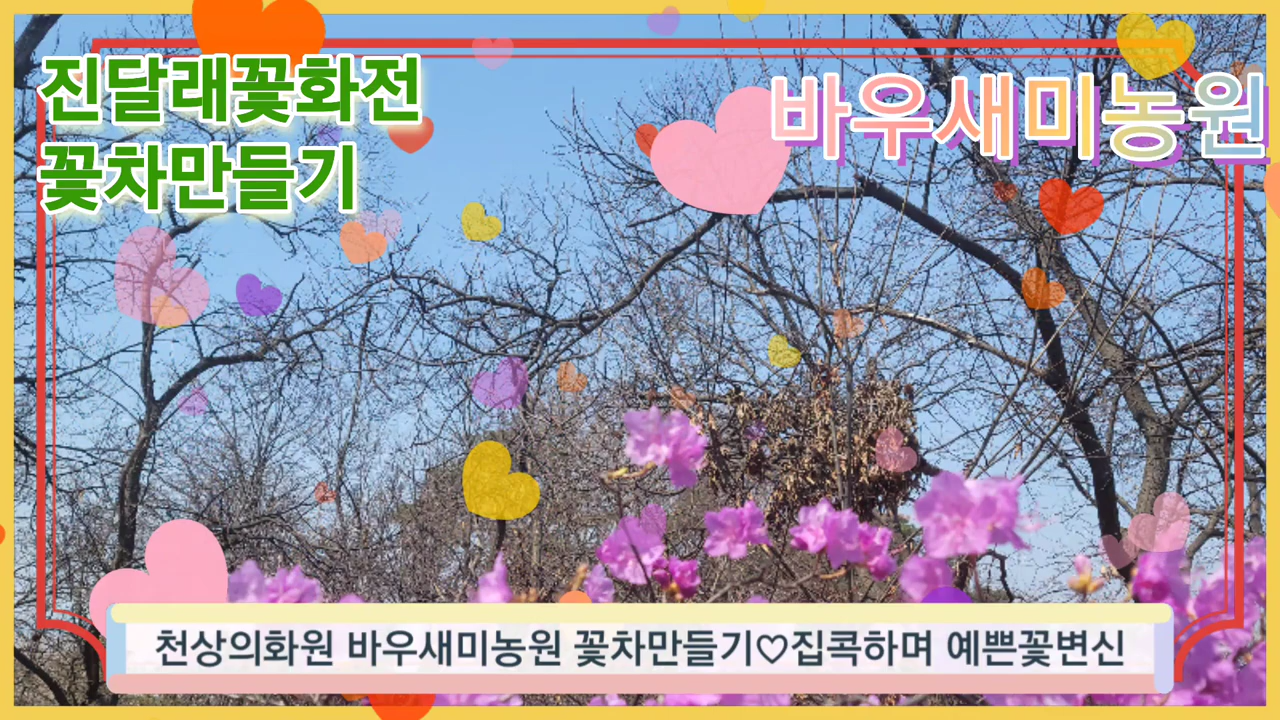 진달래꽃화전
꽃차만들기
바우새미농원
천상의화원 바우새미농원 꽃차만들기♡집콕하며 예쁜꽃변신